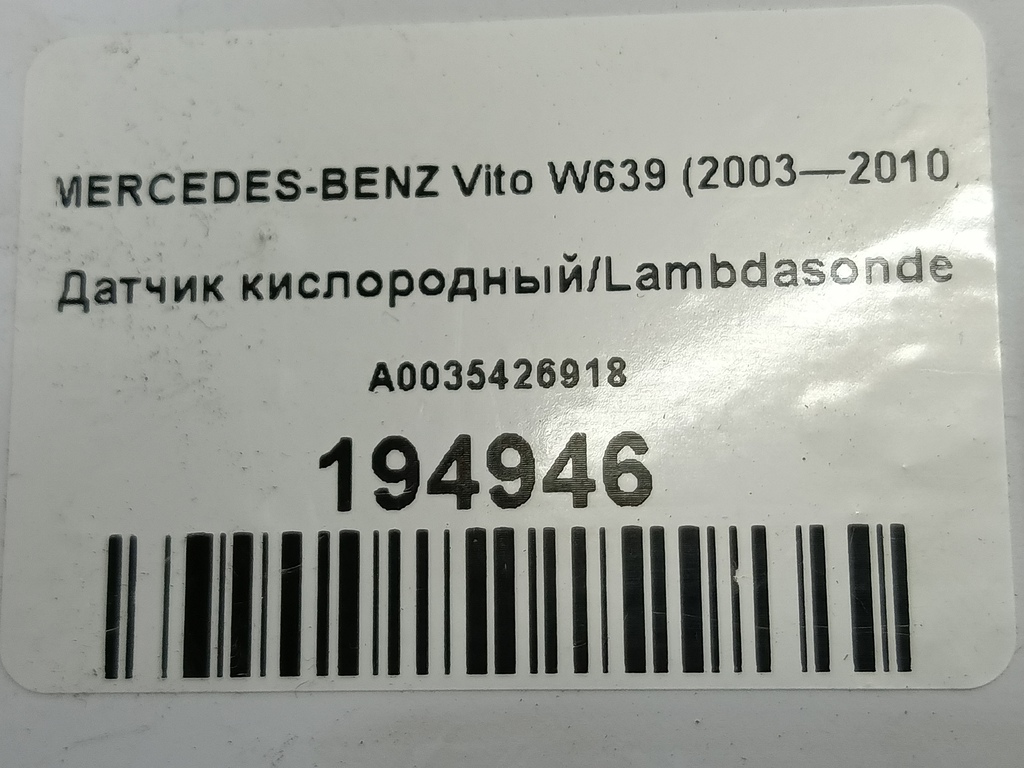 MERCEDES-BENZ Vito W639 (2003—2010
Датчик кислородный/Lambdasonde
A0035426918
194946